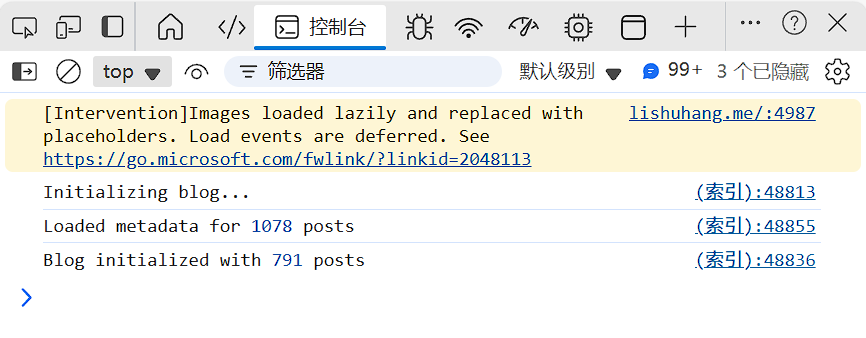 控制台
top
筛选器
默认级别
99+
3 个已隐藏
[Intervention]Images loaded lazily and replaced with lishuhang.me/:4987
placeholders. Load events are deferred. See
https://go.microsoft.com/fwlink/?linkid=2048113
Initializing blog... (索引):48813
Loaded metadata for 1078 posts (索引):48855
Blog initialized with 791 posts (索引):48836